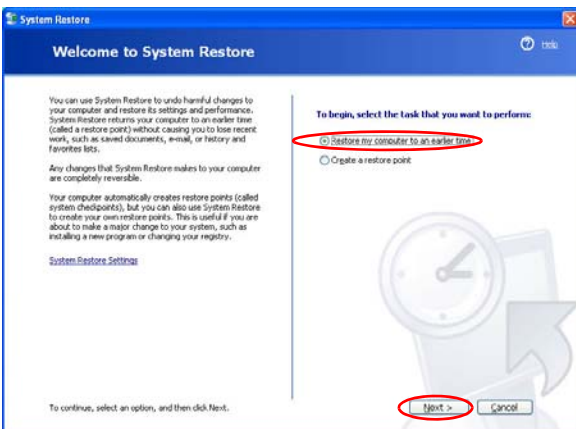 System Restore
Welcome to System Restore
Help
You can use System Restore to undo harmful changes to
your computer and restore its settings and performance.
System Restore returns your computer to an earlier time
(called a restore point) without causing you to lose recent
work, such as saved documents, e-mail, or history and
favorites lists.
Any changes that System Restore makes to your computer
are completely reversible.
Your computer automatically creates restore points (called
system checkpoints), but you can also use System Restore
to create your own restore points. This is useful if you are
about to make a major change to your system, such as
installing a new program or changing your registry.
System Restore Settings
To begin, select the task that you want to perform:
Restore my computer to an earlier time
Create a restore point
To continue, select an option, and then click Next.
Next >
Cancel